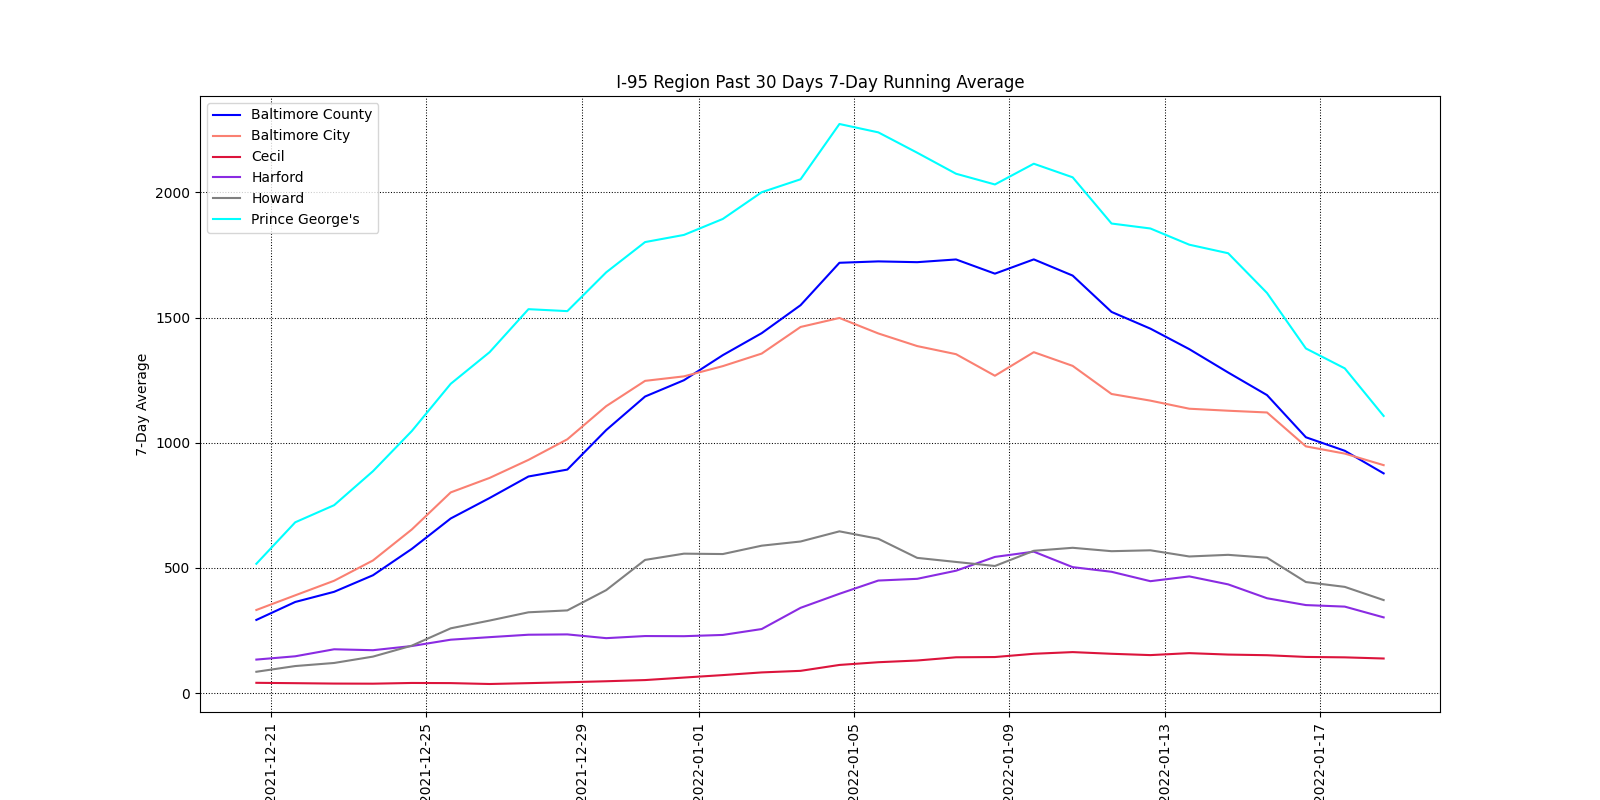 I-95 Region Past 30 Days 7-Day Running Average
Baltimore County
Baltimore City
Cecil
Harford
Howard
Prince George's
2000
1500
1000
500
0
7-Day Average
2021-12-21
2021-12-25
2021-12-29
2022-01-01
2022-01-05
2022-01-09
2022-01-13
2022-01-17